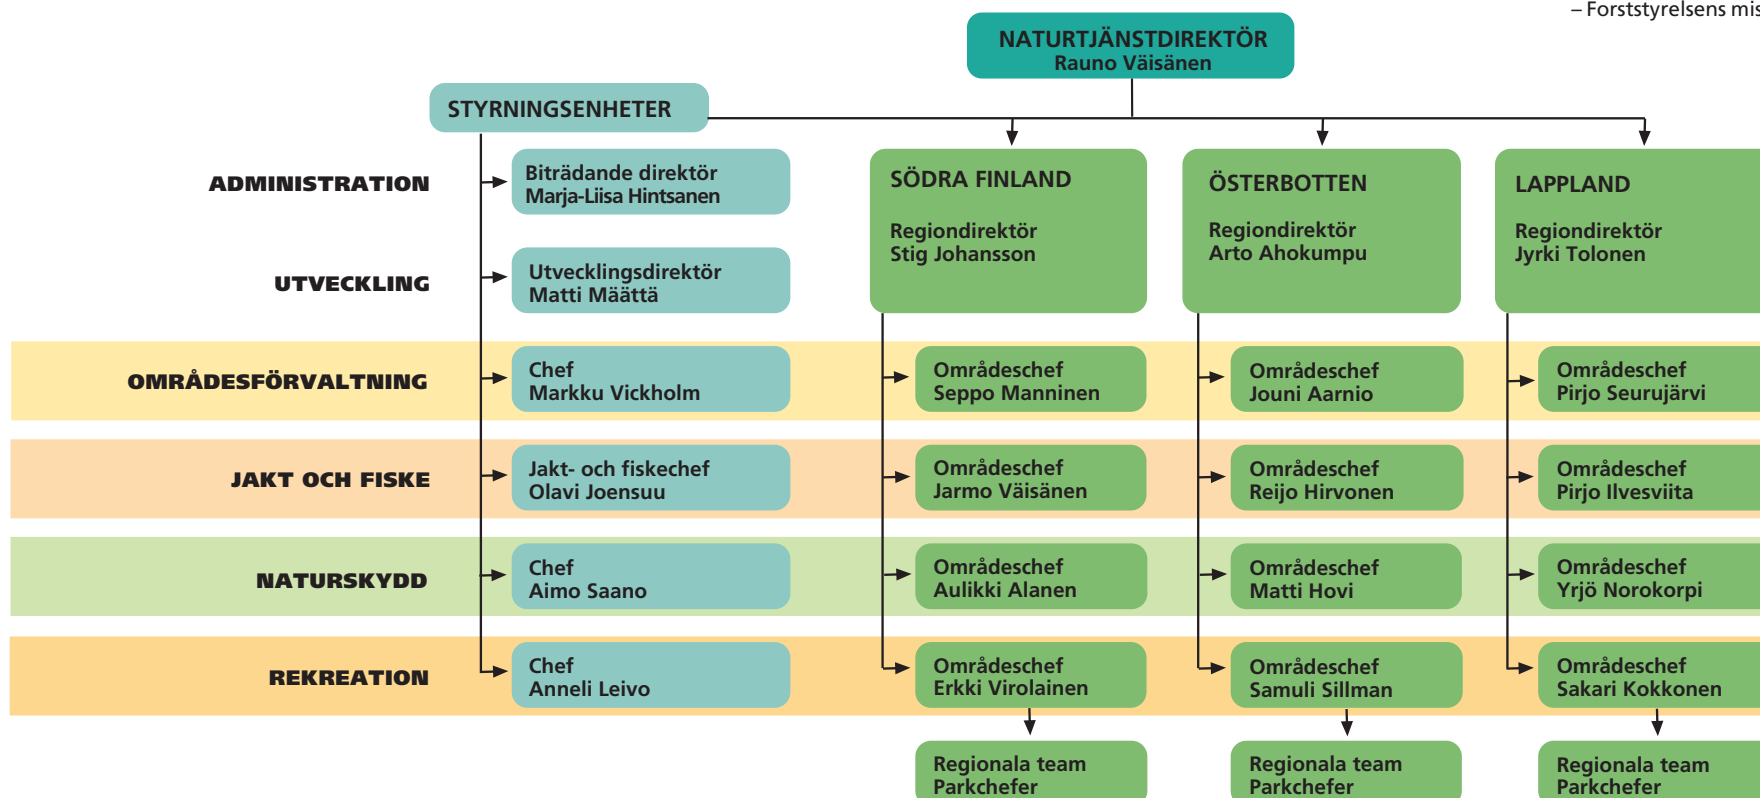 – Forststyrelsens mis
NATURTJÄNSTDIREKTÖR
Rauno Väisänen
STYRNINGSENHETER
ADMINISTRATION
Biträdande direktör
Marja-Liisa Hintsanen
SÖDRA FINLAND
Regiondirektör
Stig Johansson
ÖSTERBOTTEN
Regiondirektör
Arto Ahokumpu
LAPPLAND
Regiondirektör
Jyrki Tolonen
UTVECKLING
Utvecklingsdirektör
Matti Määttä
OMRÅDESFÖRVALTNING
Chef
Markku Vickholm
Områdeschef
Seppo Manninen
Områdeschef
Jouni Aarnio
Områdeschef
Pirjo Seurujärvi
JAKT OCH FISKE
Jakt- och fiskechef
Olavi Joensuu
Områdeschef
Jarmo Väisänen
Områdeschef
Reijo Hirvonen
Områdeschef
Pirjo Ilvesviita
NATURSKYDD
Chef
Aimo Saano
Områdeschef
Aulikki Alanen
Områdeschef
Matti Hovi
Områdeschef
Yrjö Norokorpi
REKREATION
Chef
Anneli Leivo
Områdeschef
Erkki Virolainen
Områdeschef
Samuli Sillman
Områdeschef
Sakari Kokkonen
Regionala team
Parkchefer
Regionala team
Parkchefer
Regionala team
Parkchefer